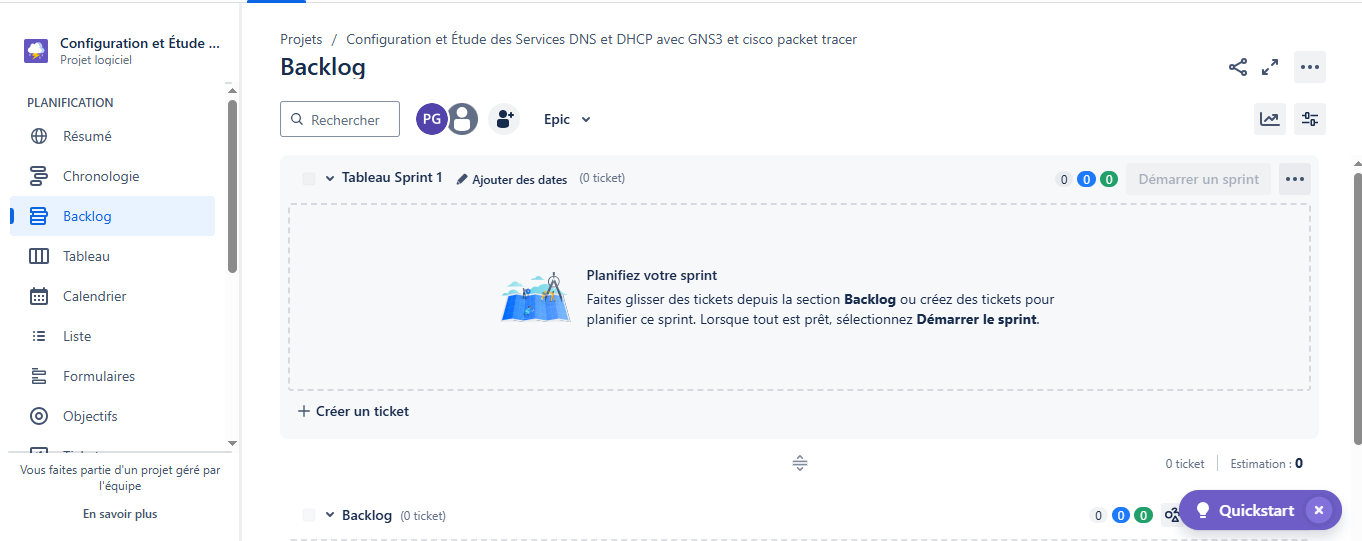 Configuration et Étude ...
Projet logiciel
PLANIFICATION
Résumé
Chronologie
Backlog
Tableau
Calendrier
Liste
Formulaires
Objectifs
Vous faites partie d'un projet géré par
l'équipe
En savoir plus
Projets / Configuration et Étude des Services DNS et DHCP avec GNS3 et cisco packet tracer
Backlog
Rechercher
PG
Epic
Tableau Sprint 1 Ajouter des dates (0 ticket) 0 0 0 Démarrer un sprint
Planifiez votre sprint
Faites glisser des tickets depuis la section Backlog ou créez des tickets pour
planifier ce sprint. Lorsque tout est prêt, sélectionnez Démarrer le sprint.
+ Créer un ticket
0 ticket Estimation : 0
Backlog (0 ticket) 0 0 0
Quickstart